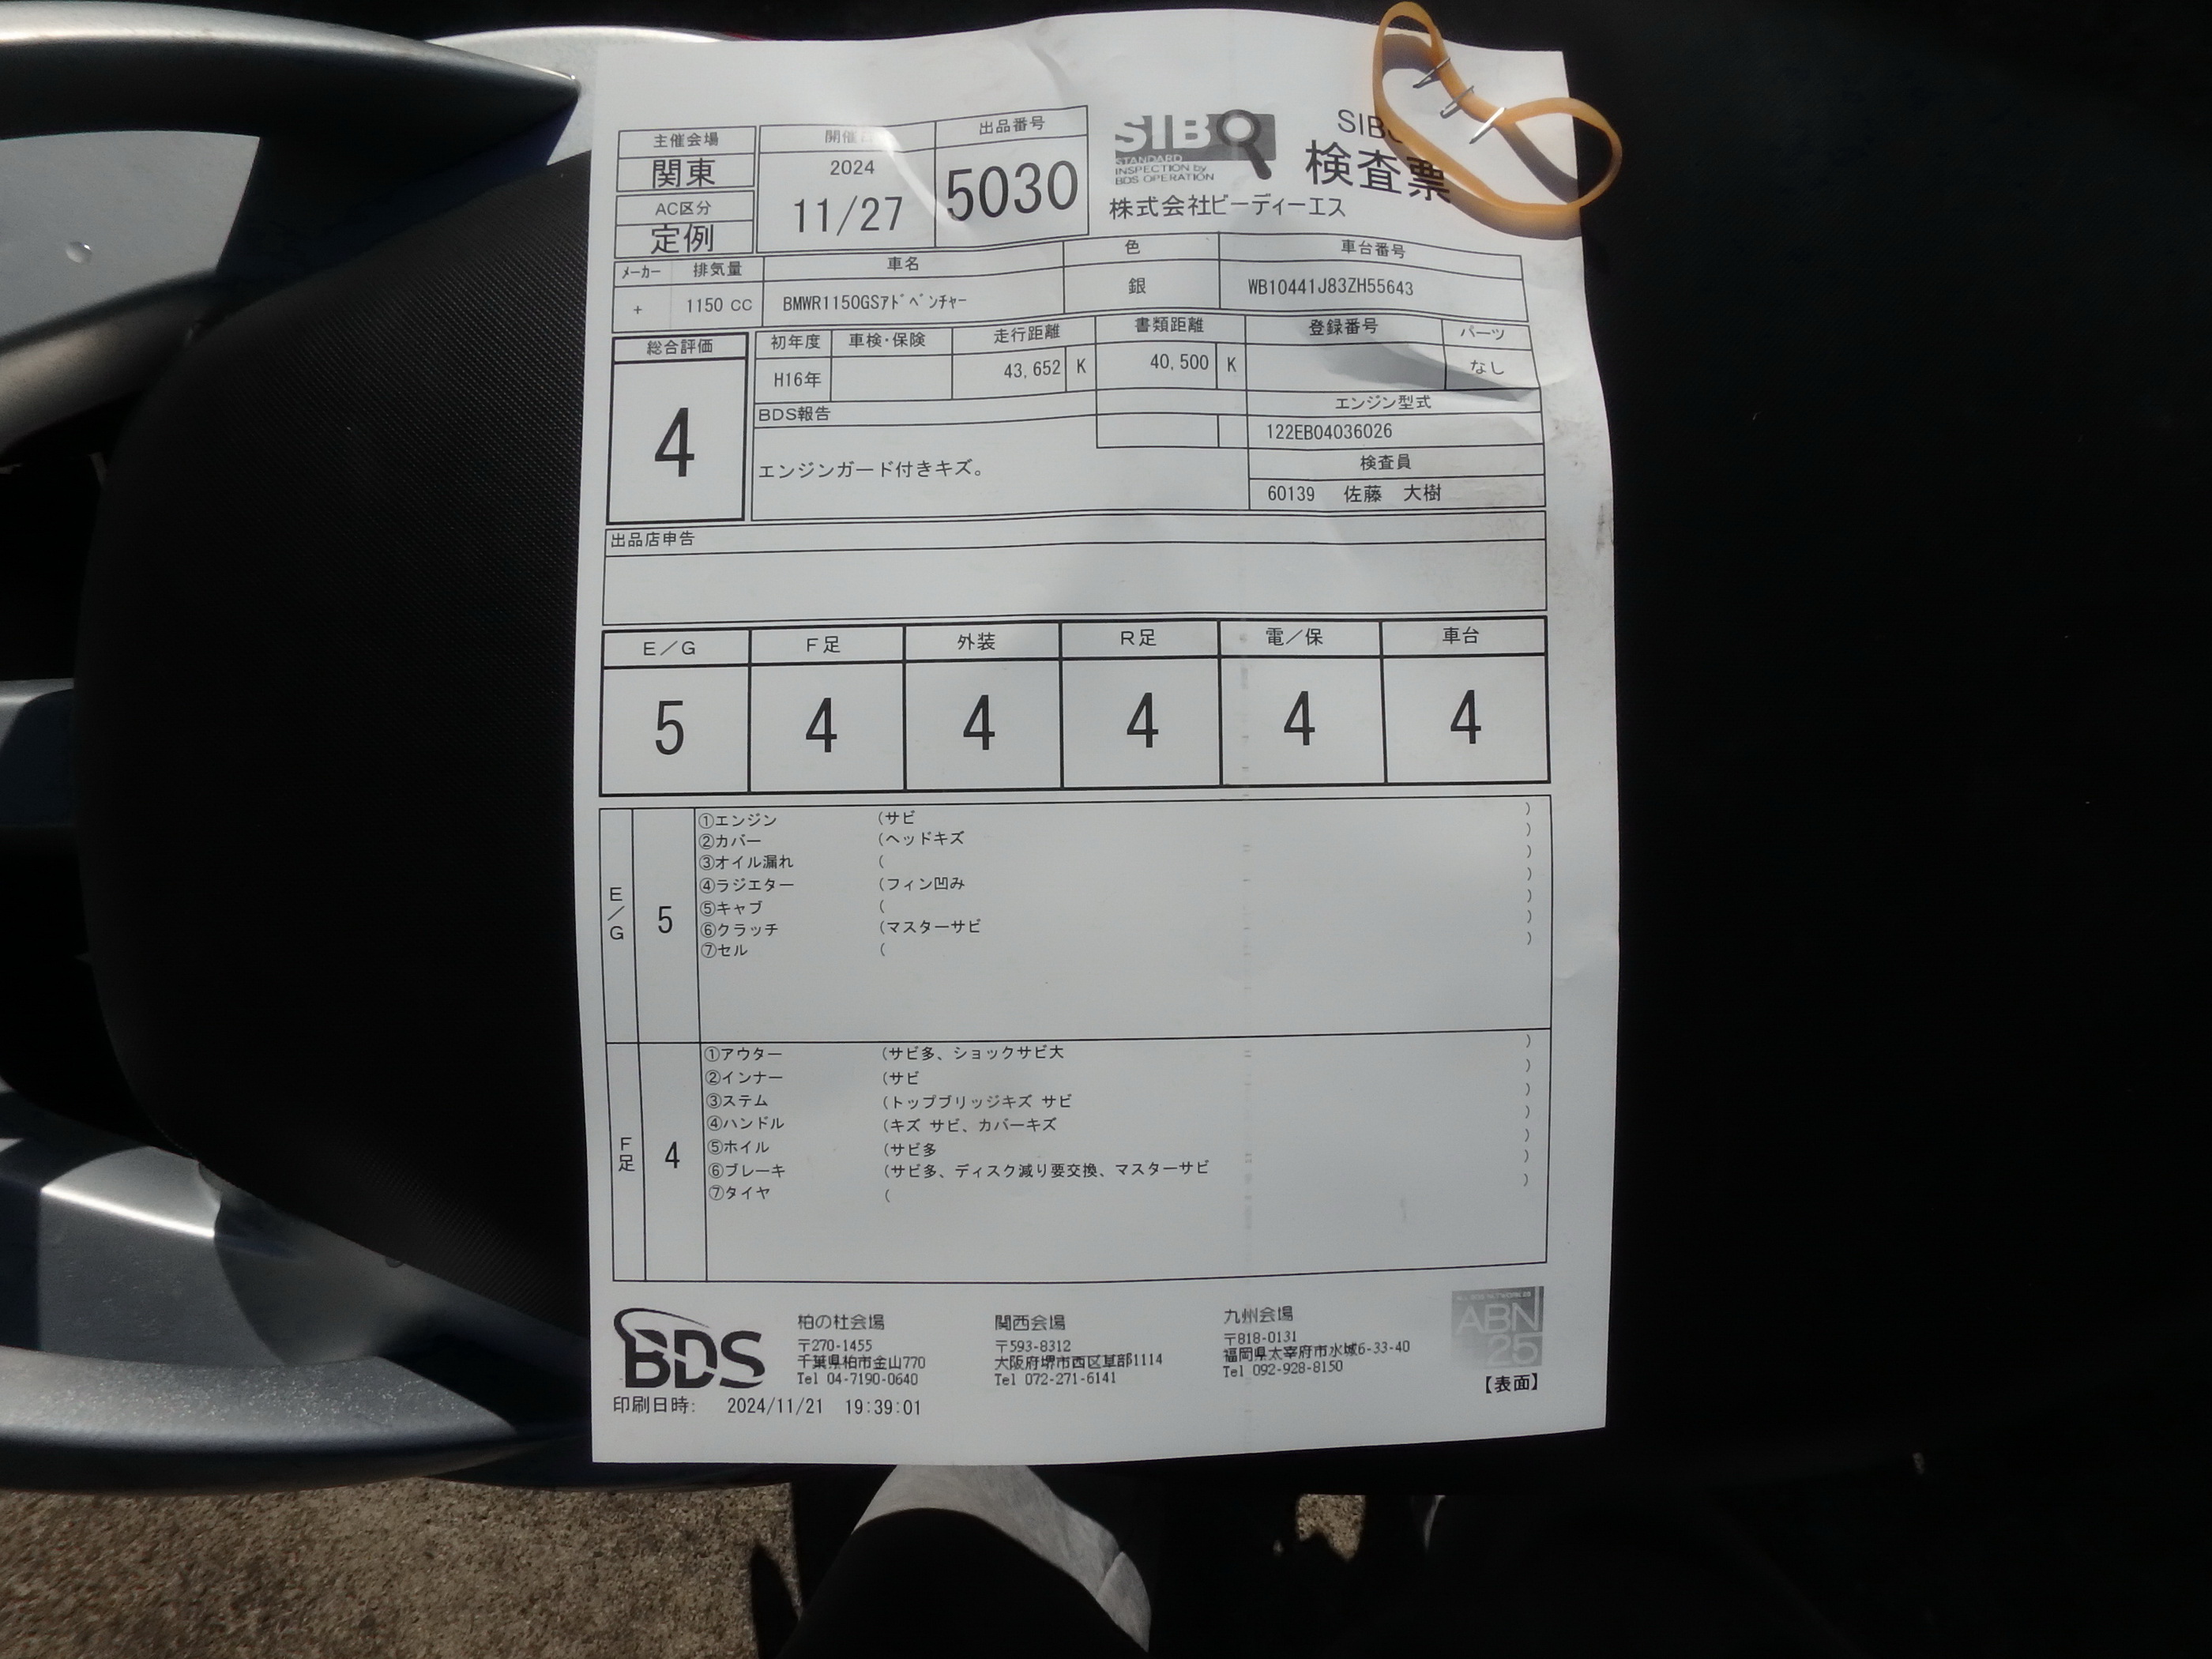 主催会場
関東
AC区分
定例
開催
2024
11/27
出品番号
5030
SIBO
STANDARD
INSPECTION by
BDS OPERATION
検査票
株式会社ビーディーエス
メーカー 排気量 車名 色 車台番号
+ 1150 CC BMWR1150GSｱﾄﾞﾍﾞﾝﾁｬｰ 銀 WB10441J83ZH55643
総合評価
4
初年度 車検・保険 走行距離 書類距離 登録番号 パーツ
H16年 43,652 K 40,500 K なし
BDS報告
エンジンガード付きキズ。
エンジン型式
122EB04036026
検査員
60139 佐藤 大樹
出品店申告
E/G F足 外装 R足 電/保 車台
5 4 4 4 4 4
E/G 5
①エンジン (サビ )
②カバー (ヘッドキズ )
③オイル漏れ ( )
④ラジエター (フィン凹み )
⑤キャブ ( )
⑥クラッチ (マスターサビ )
⑦セル ( )
F足 4
①アウター (サビ多、ショックサビ大 )
②インナー (サビ )
③ステム (トップブリッジキズ サビ )
④ハンドル (キズ サビ、カバーキズ )
⑤ホイル (サビ多 )
⑥ブレーキ (サビ多、ディスク減り要交換、マスターサビ )
⑦タイヤ ( )
BDS
柏の杜会場
〒270-1455
千葉県柏市金山770
Tel 04-7190-0640
関西会場
〒593-8312
大阪府堺市西区草部1114
Tel 072-271-6141
九州会場
〒818-0131
福岡県太宰府市水城6-33-40
Tel 092-928-8150
ABN
25
【表面】
印刷日時: 2024/11/21 19:39:01